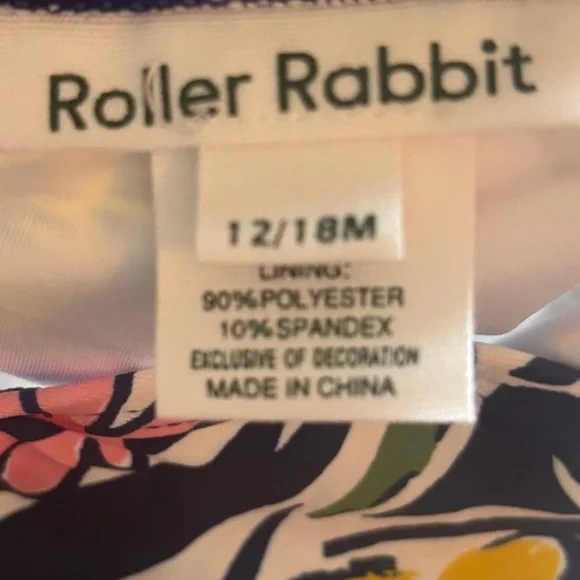 Roller Rabbit
12/18M
LINING:
90%POLYESTER
10%SPANDEX
EXCLUSIVE OF DECORATION
MADE IN CHINA